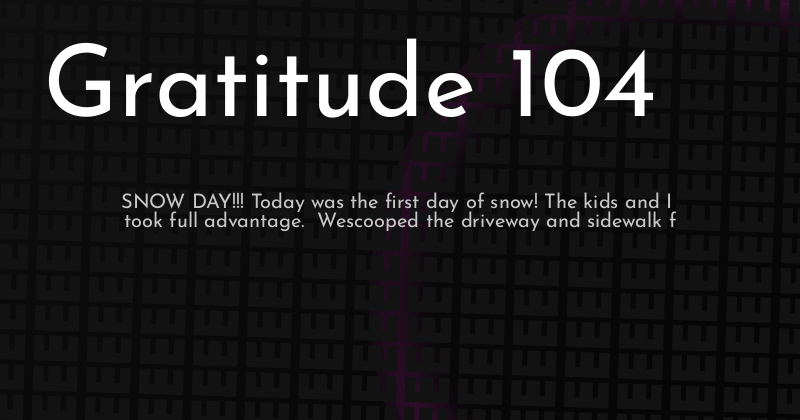 Gratitude 104
SNOW DAY!!! Today was the first day of snow! The kids and I
took full advantage.  Wescooped the driveway and sidewalk f